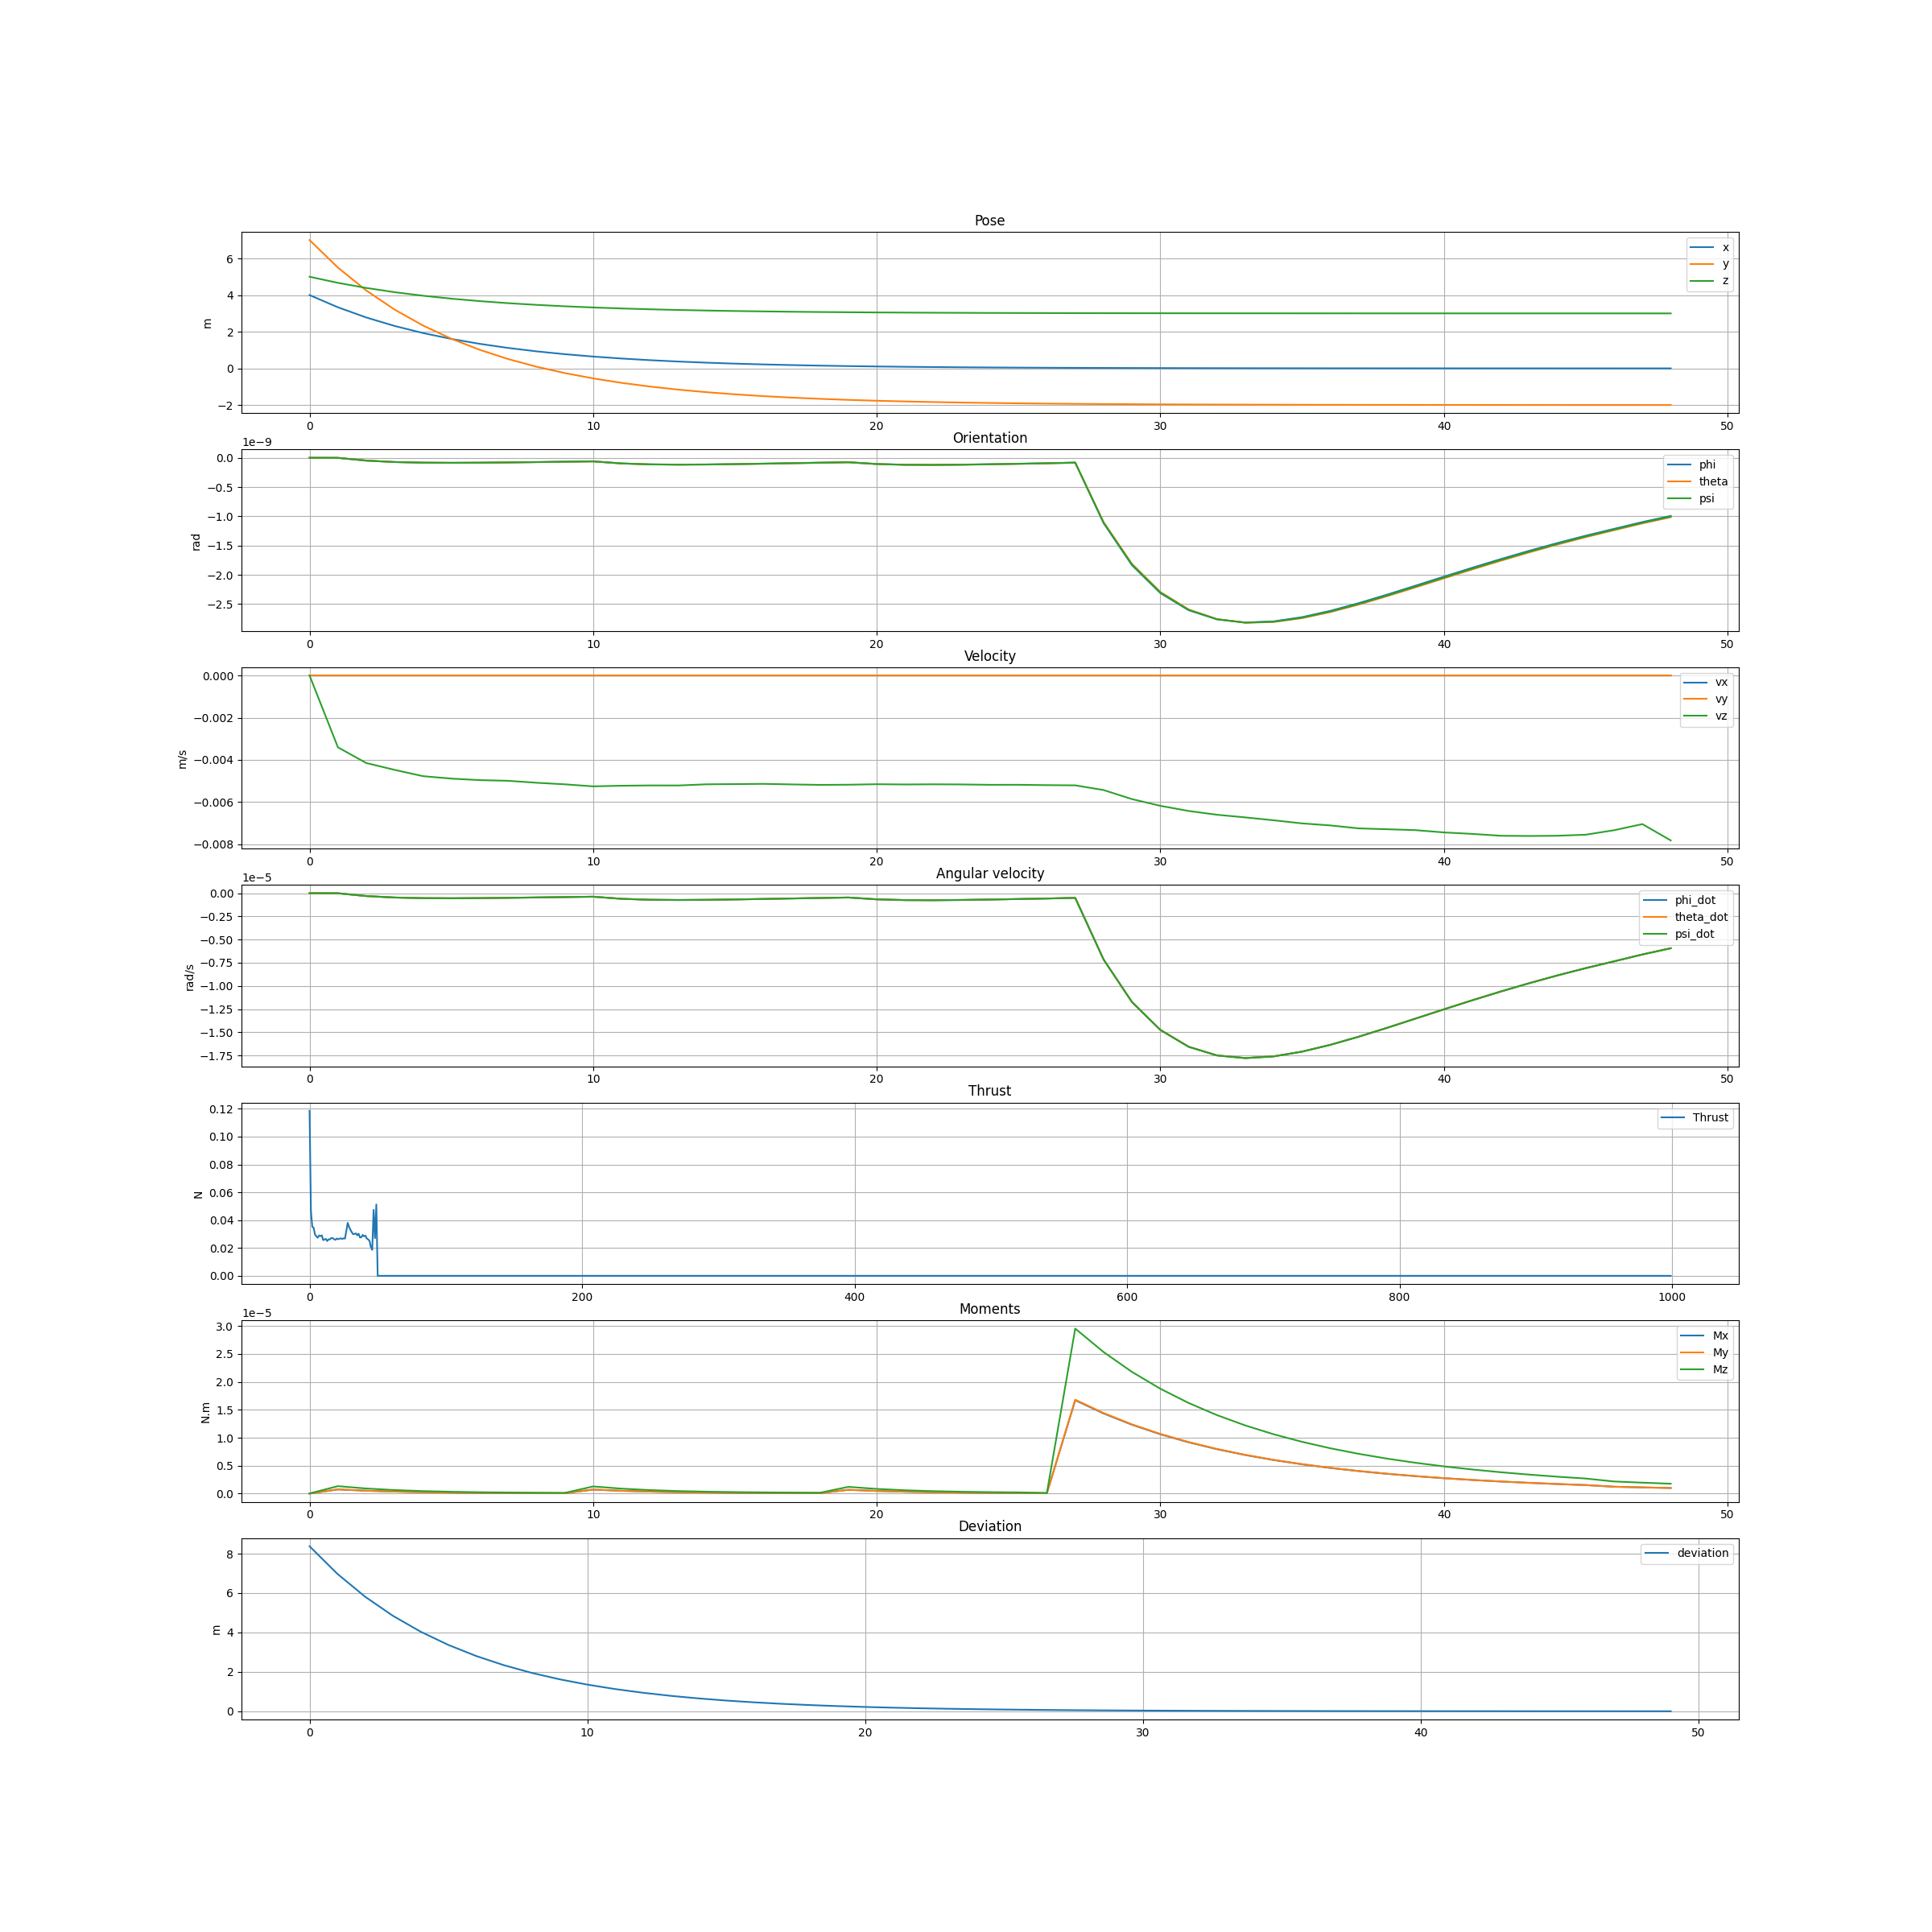 Pose
6
4
2
0
−2
m
x
y
z
0 10 20 30 40 50
1e−9
Orientation
0.0
−0.5
−1.0
−1.5
−2.0
−2.5
rad
phi
theta
psi
0 10 20 30 40 50
Velocity
0.000
−0.002
−0.004
−0.006
−0.008
m/s
vx
vy
vz
0 10 20 30 40 50
1e−5
Angular velocity
0.00
−0.25
−0.50
−0.75
−1.00
−1.25
−1.50
−1.75
rad/s
phi_dot
theta_dot
psi_dot
0 10 20 30 40 50
Thrust
0.12
0.10
0.08
0.06
0.04
0.02
0.00
N
Thrust
0 200 400 600 800 1000
1e−5
Moments
3.0
2.5
2.0
1.5
1.0
0.5
0.0
N.m
Mx
My
Mz
0 10 20 30 40 50
Deviation
8
6
4
2
0
m
deviation
0 10 20 30 40 50